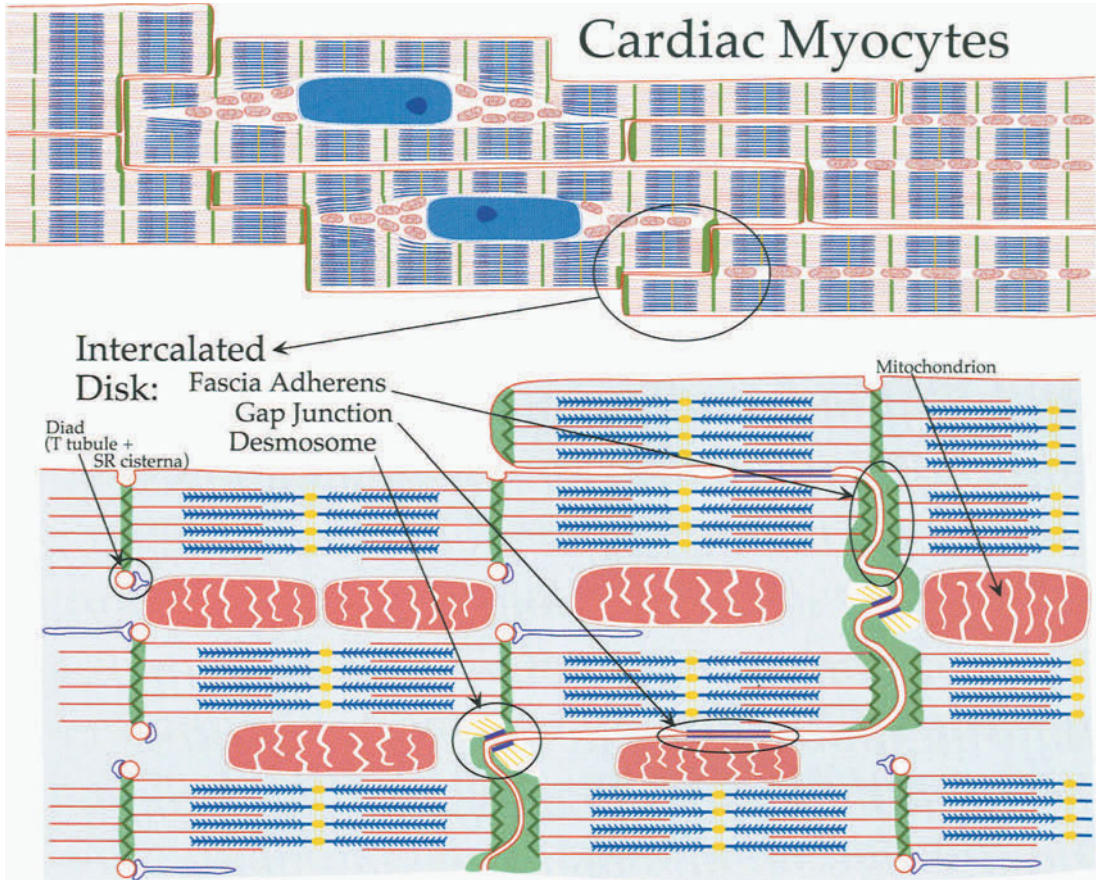 Cardiac Myocytes
Intercalated
Disk:
Fascia Adherens
Gap Junction
Desmosome
Mitochondrion
Diad
(T tubule +
SR cisterna)